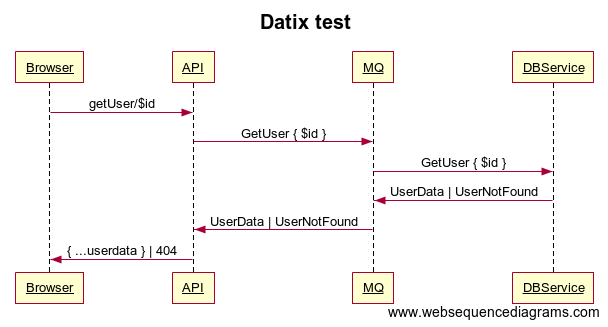 Datix test
Browser API MQ DBService
getUser/$id
GetUser { $id }
GetUser { $id }
UserData | UserNotFound
UserData | UserNotFound
{ ...userdata } | 404
Browser API MQ DBService
www.websequencediagrams.com